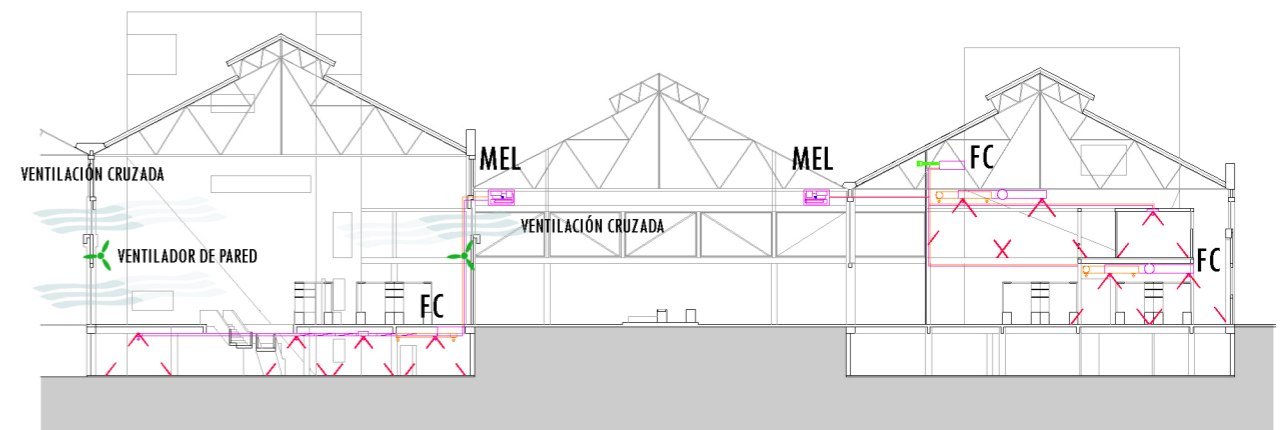 MEL
MEL
FC
VENTILACIÓN CRUZADA
VENTILACIÓN CRUZADA
VENTILADOR DE PARED
FC
FC